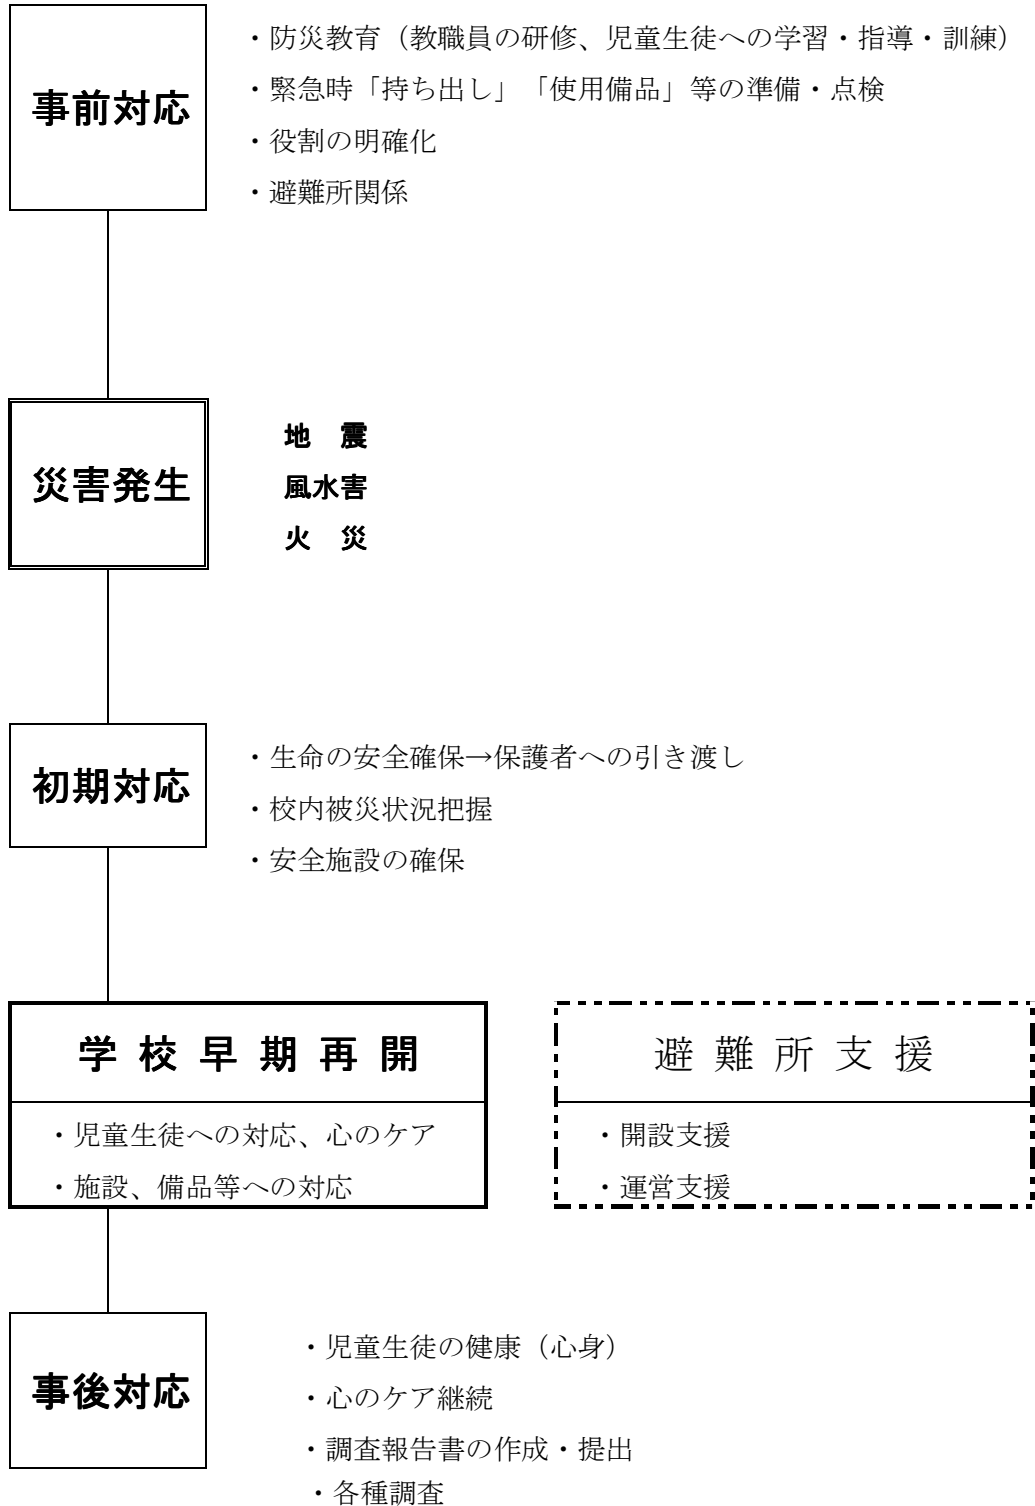 事前対応
・防災教育（教職員の研修、児童生徒への学習・指導・訓練）
・緊急時「持ち出し」「使用備品」等の準備・点検
・役割の明確化
・避難所関係
災害発生
地　震
風水害
火　災
初期対応
・生命の安全確保→保護者への引き渡し
・校内被災状況把握
・安全施設の確保
学 校 早 期 再 開
・児童生徒への対応、心のケア
・施設、備品等への対応
避 難 所 支 援
・開設支援
・運営支援
事後対応
・児童生徒の健康（心身）
・心のケア継続
・調査報告書の作成・提出
・各種調査